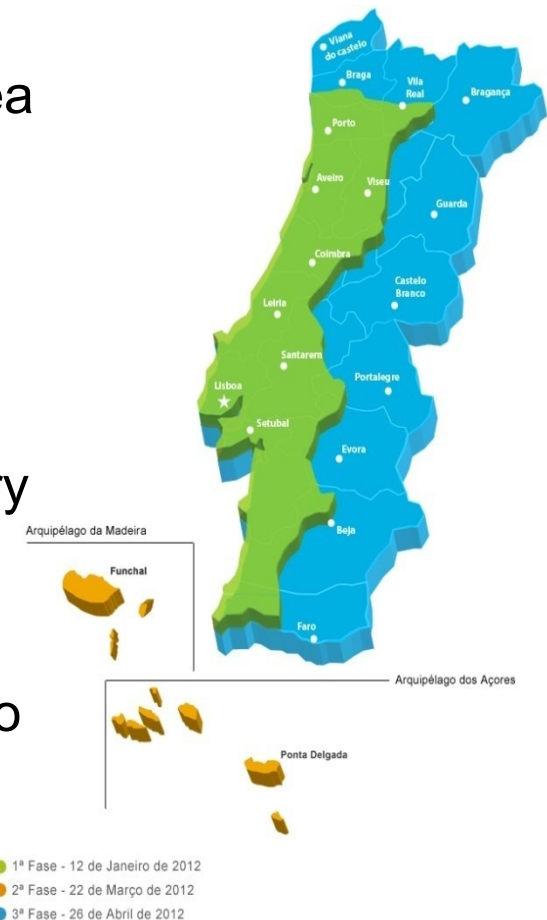 ea
Viana
do castelo
Braga
Vila
Real
Bragança
Porto
Aveiro
Viseu
Guarda
Coimbra
Castelo
Branco
Leiria
Santarem
Portalegre
Lisboa
Setubal
Evora
ry
Arquipélago da Madeira
Beja
Funchal
Faro
Arquipélago dos Açores
o
Ponta Delgada
1ª Fase - 12 de Janeiro de 2012
2ª Fase - 22 de Março de 2012
3ª Fase - 26 de Abril de 2012